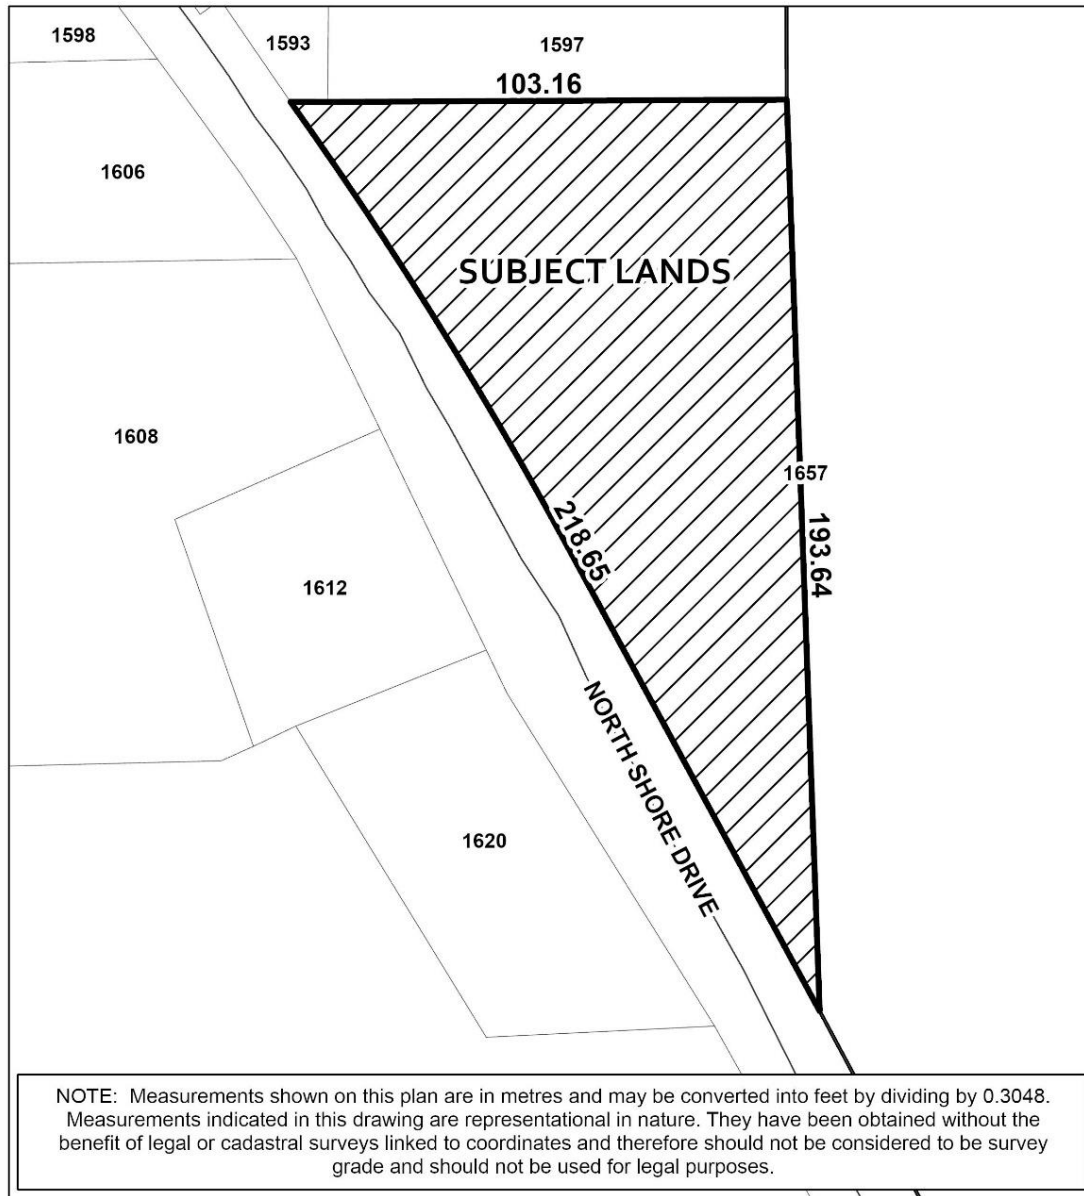 1598
1593
1597
103.16
1606
SUBJECT LANDS
1608
1657
218.65
193.64
1612
NORTH SHORE DRIVE
1620
NOTE: Measurements shown on this plan are in metres and may be converted into feet by dividing by 0.3048.
Measurements indicated in this drawing are representational in nature. They have been obtained without the
benefit of legal or cadastral surveys linked to coordinates and therefore should not be considered to be survey
grade and should not be used for legal purposes.